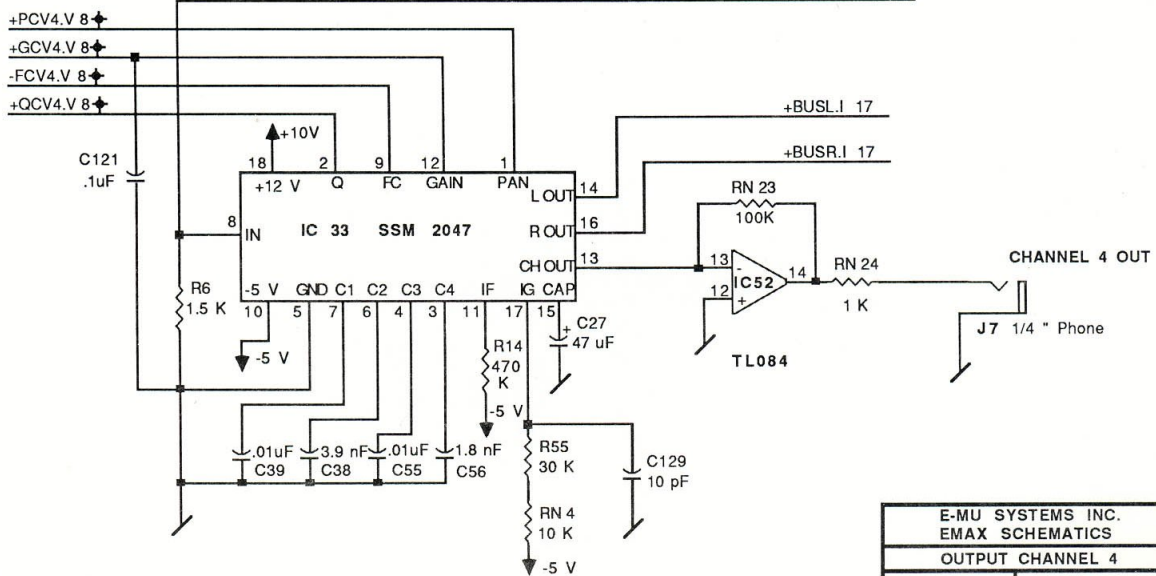 +PCV4.V 8
+GCV4.V 8
-FCV4.V 8
+QCV4.V 8
+BUSL.I 17
+10V
+BUSR.I 17
C121
.1uF
18 2 9 12 1
+12 V Q FC GAIN PAN
L OUT 14
RN 23
100K
8 IN
IC 33 SSM 2047
R OUT 16
CH OUT 13
13 -
IC52
12 +
14
RN 24
1 K
CHANNEL 4 OUT
J7 1/4 " Phone
TL084
R6
1.5 K
-5 V GND C1 C2 C3 C4 IF IG CAP
10 5 7 6 4 3 11 17 15
+ C27
47 uF
-5 V
R14
470
K
-5 V
.01uF 3.9 nF .01uF 1.8 nF
C39 C38 C55 C56
R55
30 K
C129
10 pF
RN 4
10 K
-5 V
E-MU SYSTEMS INC.
EMAX SCHEMATICS
OUTPUT CHANNEL 4